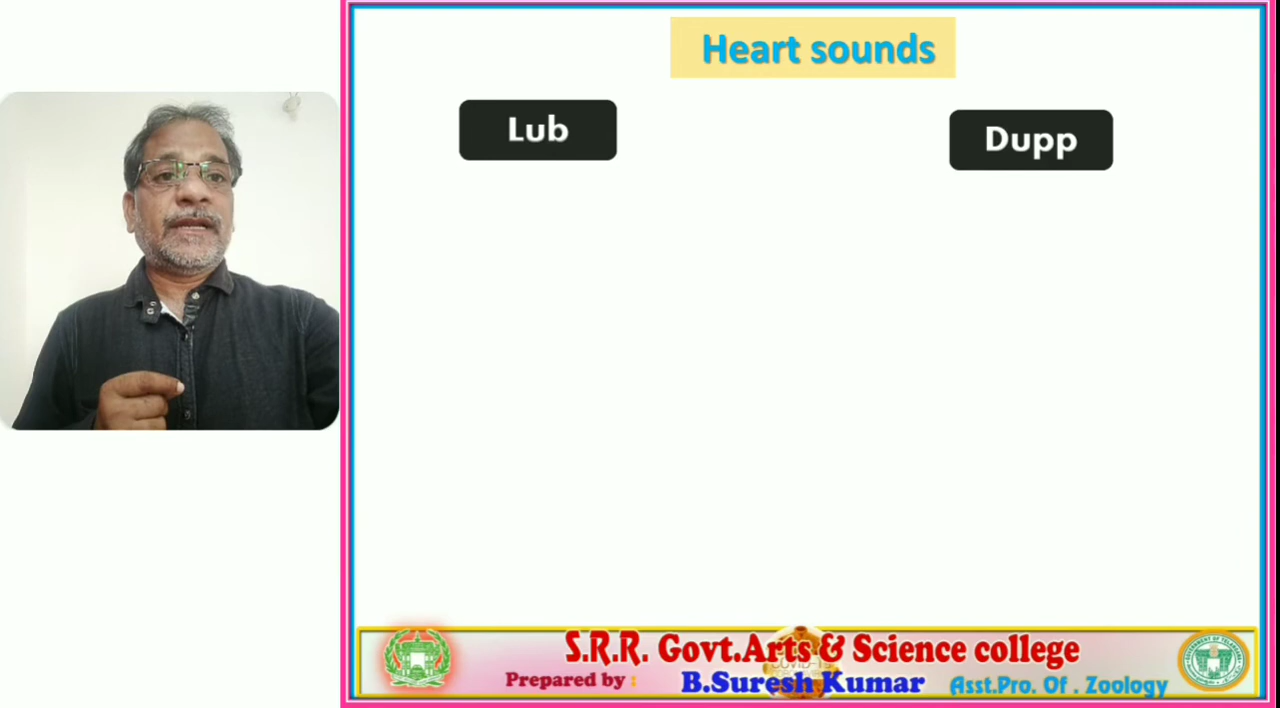 Heart sounds
Lub
Dupp
S.R.R. Govt.Arts & Science college
Prepared by :
B.Suresh Kumar
Asst.Pro. Of . Zoology